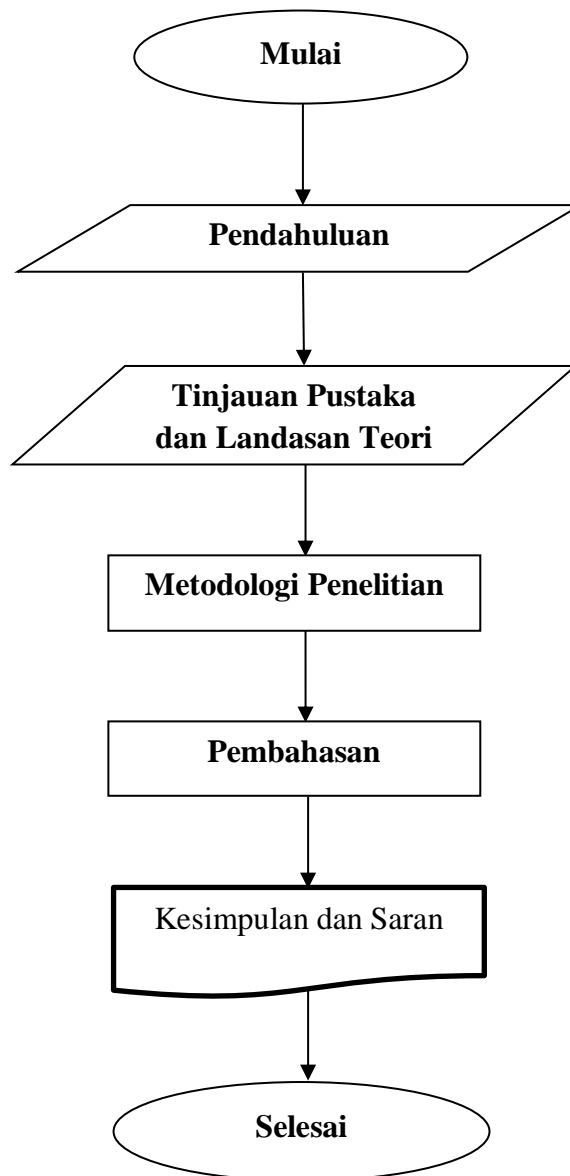 Mulai
Pendahuluan
Tinjauan Pustaka
dan Landasan Teori
Metodologi Penelitian
Pembahasan
Kesimpulan dan Saran
Selesai